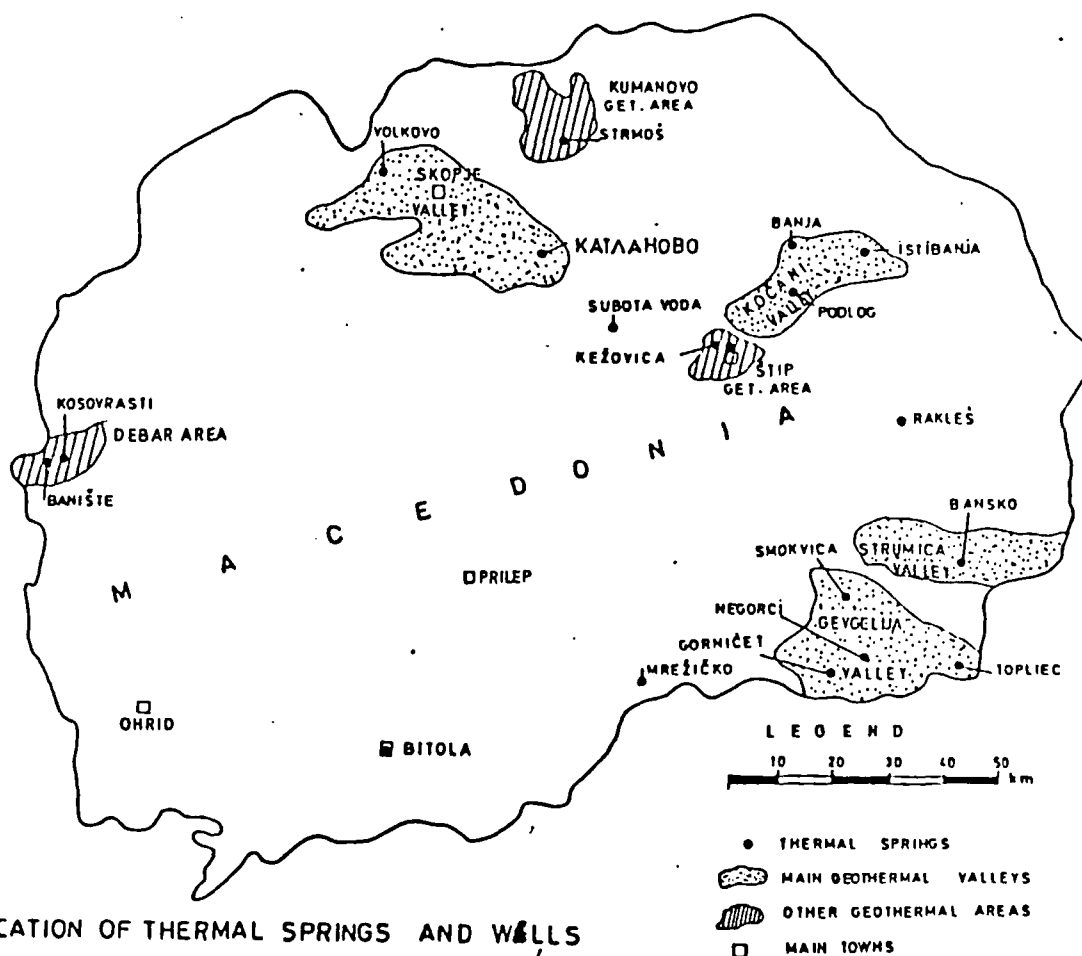 KUMANOVO
GET. AREA
STRMOŠ
VOLKOVO
SKOPJE
VALLEY
КАТЛАНОВО
BANJA
ISTIBANJA
KOČANI
VALLEY
PODLOG
SUBOTA VODA
KEŽOVICA
ŠTIP
GET. AREA
KOSOVRASTI
DEBAR AREA
BANIŠTE
RAKLEŠ
MACEDONIA
BANSKO
STRUMICA
VALLEY
SMOKVICA
PRILEP
NEGORCI
GEVGELIJA
GORNIČET
VALLEY
TOPLIEC
MREŽIČKO
OHRID
BITOLA
LEGEND
10 20 30 40 50
km
THERMAL SPRINGS
MAIN GEOTHERMAL VALLEYS
OTHER GEOTHERMAL AREAS
MAIN TOWNS
CATION OF THERMAL SPRINGS AND WELLS